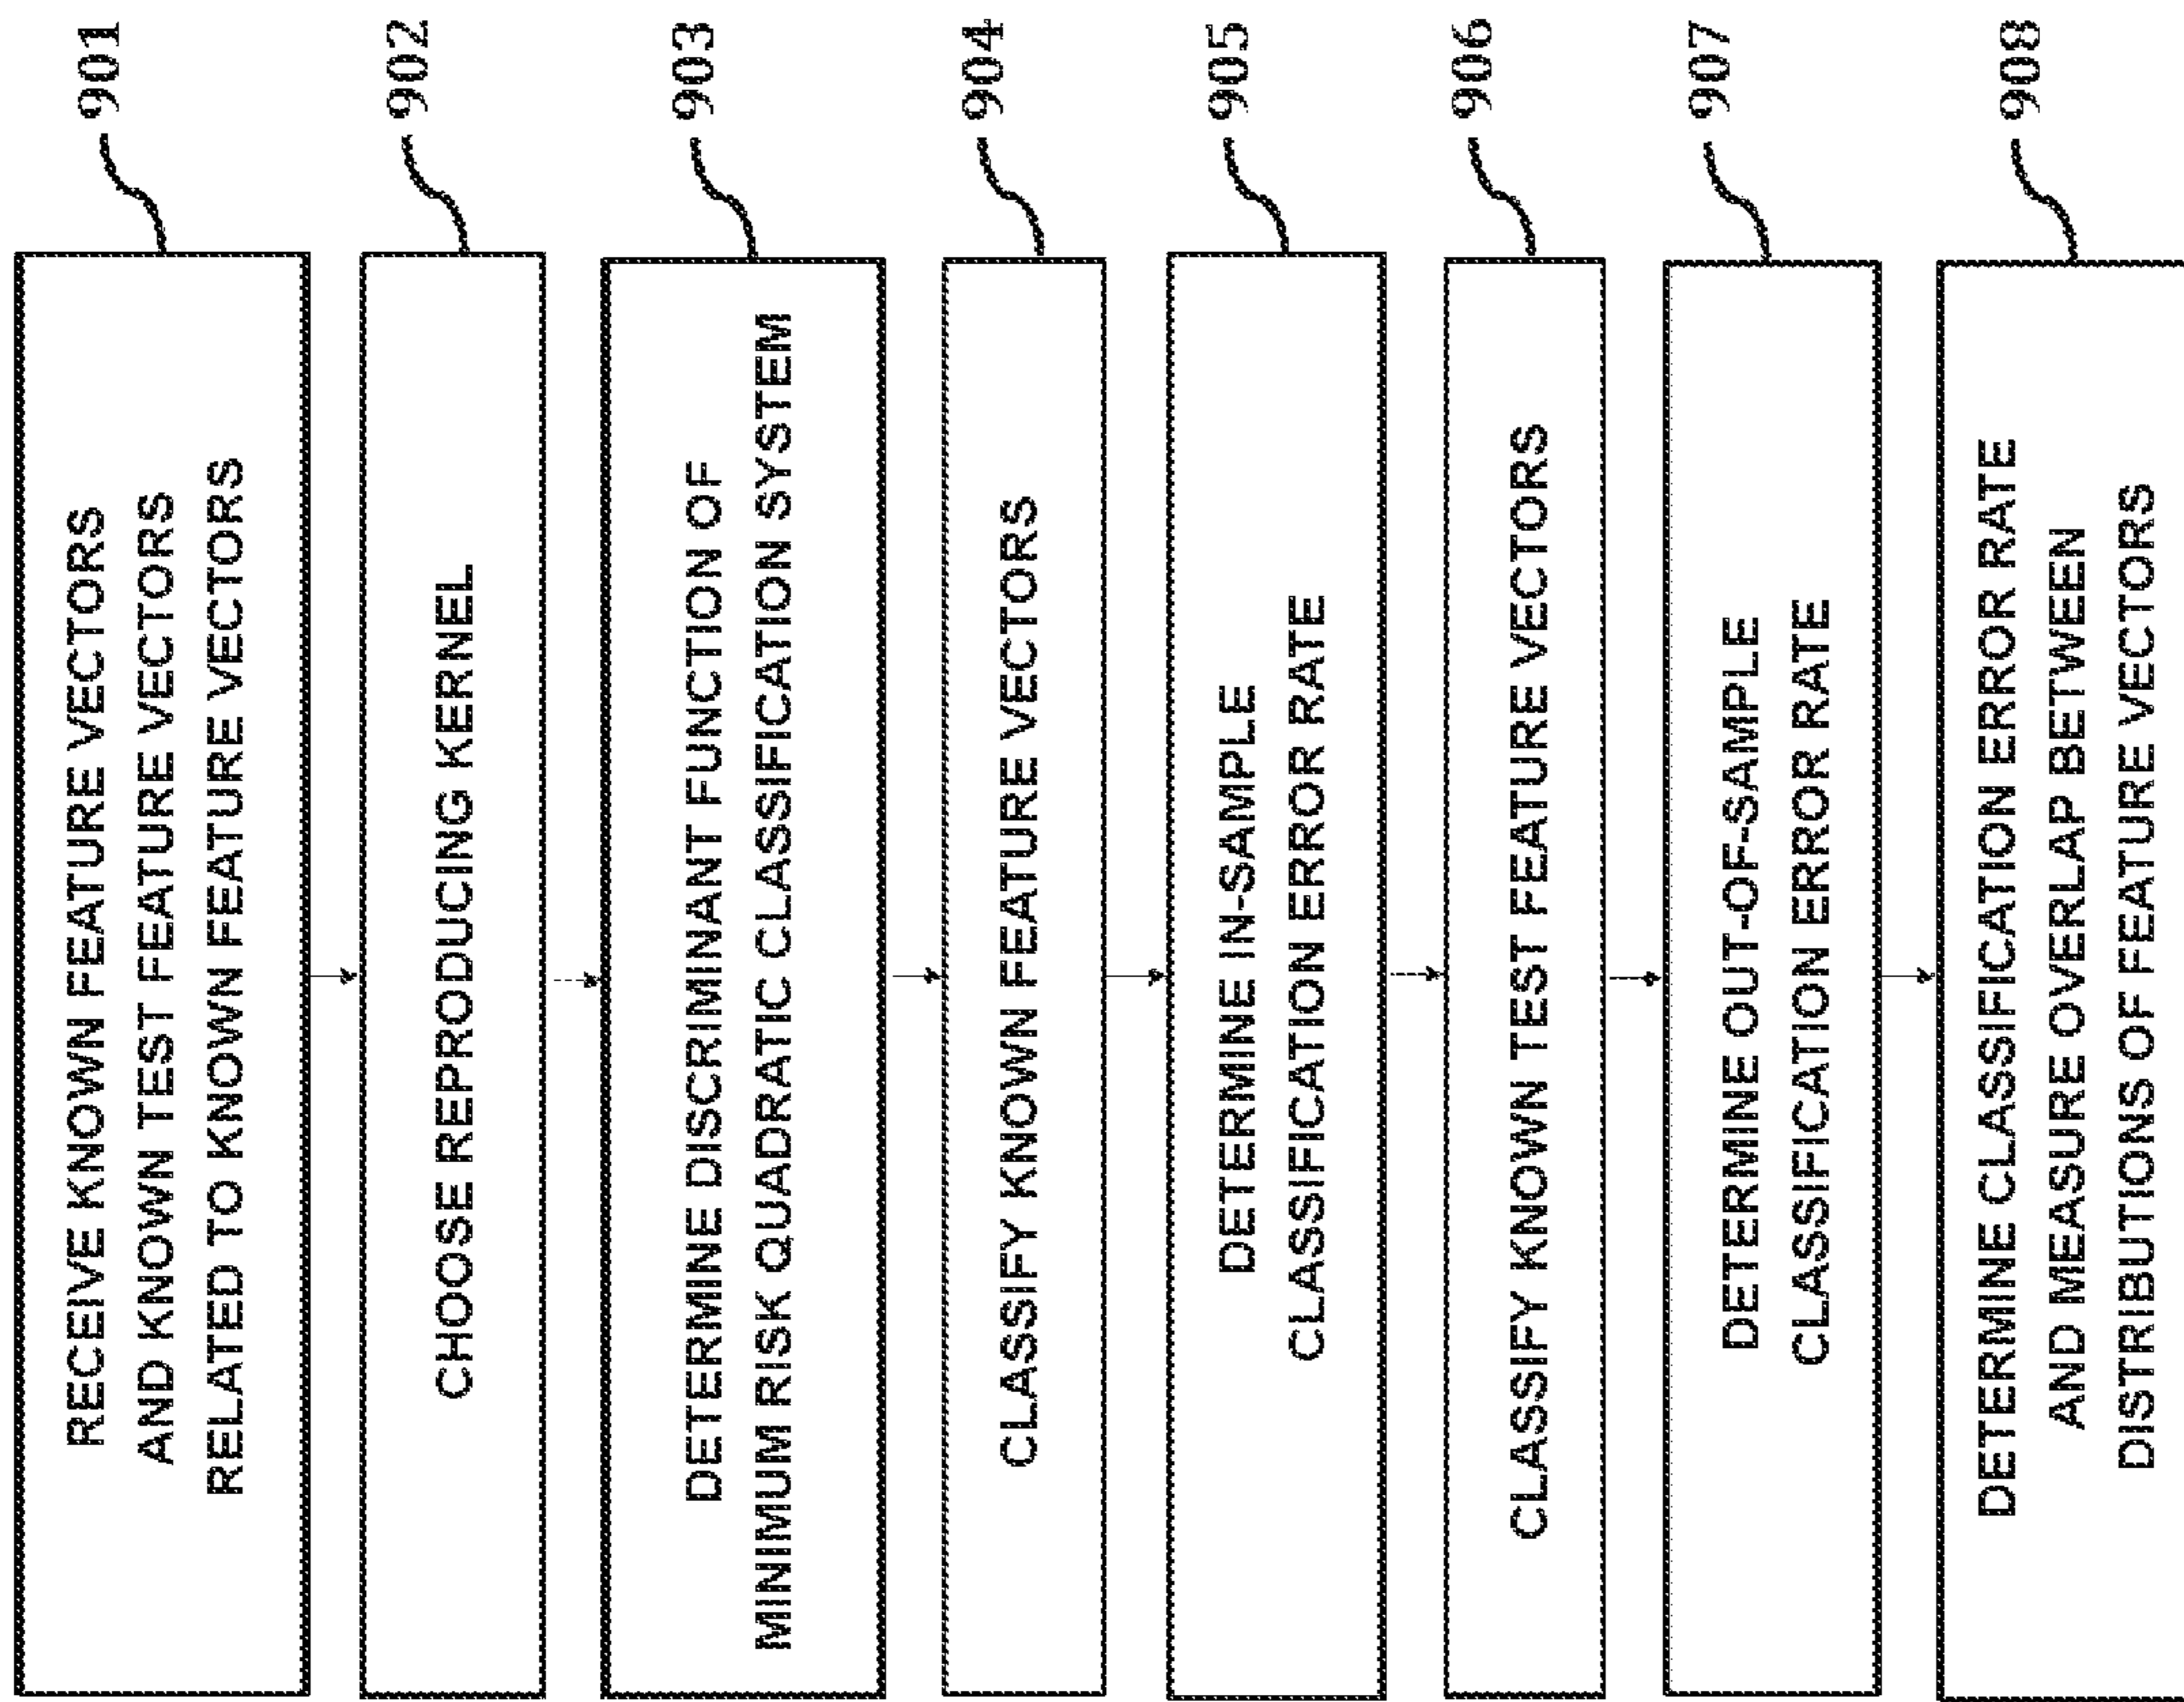 RECEIVE KNOWN FEATURE VECTORS
AND KNOWN TEST FEATURE VECTORS
RELATED TO KNOWN FEATURE VECTORS
901
CHOOSE REPRODUCING KERNEL
902
DETERMINE DISCRIMINANT FUNCTION OF
MINIMUM RISK QUADRATIC CLASSIFICATION SYSTEM
903
CLASSIFY KNOWN FEATURE VECTORS
904
DETERMINE IN-SAMPLE
CLASSIFICATION ERROR RATE
905
CLASSIFY KNOWN TEST FEATURE VECTORS
906
DETERMINE OUT-OF-SAMPLE
CLASSIFICATION ERROR RATE
907
DETERMINE CLASSIFICATION ERROR RATE
AND MEASURE OVERLAP BETWEEN
DISTRIBUTIONS OF FEATURE VECTORS
908